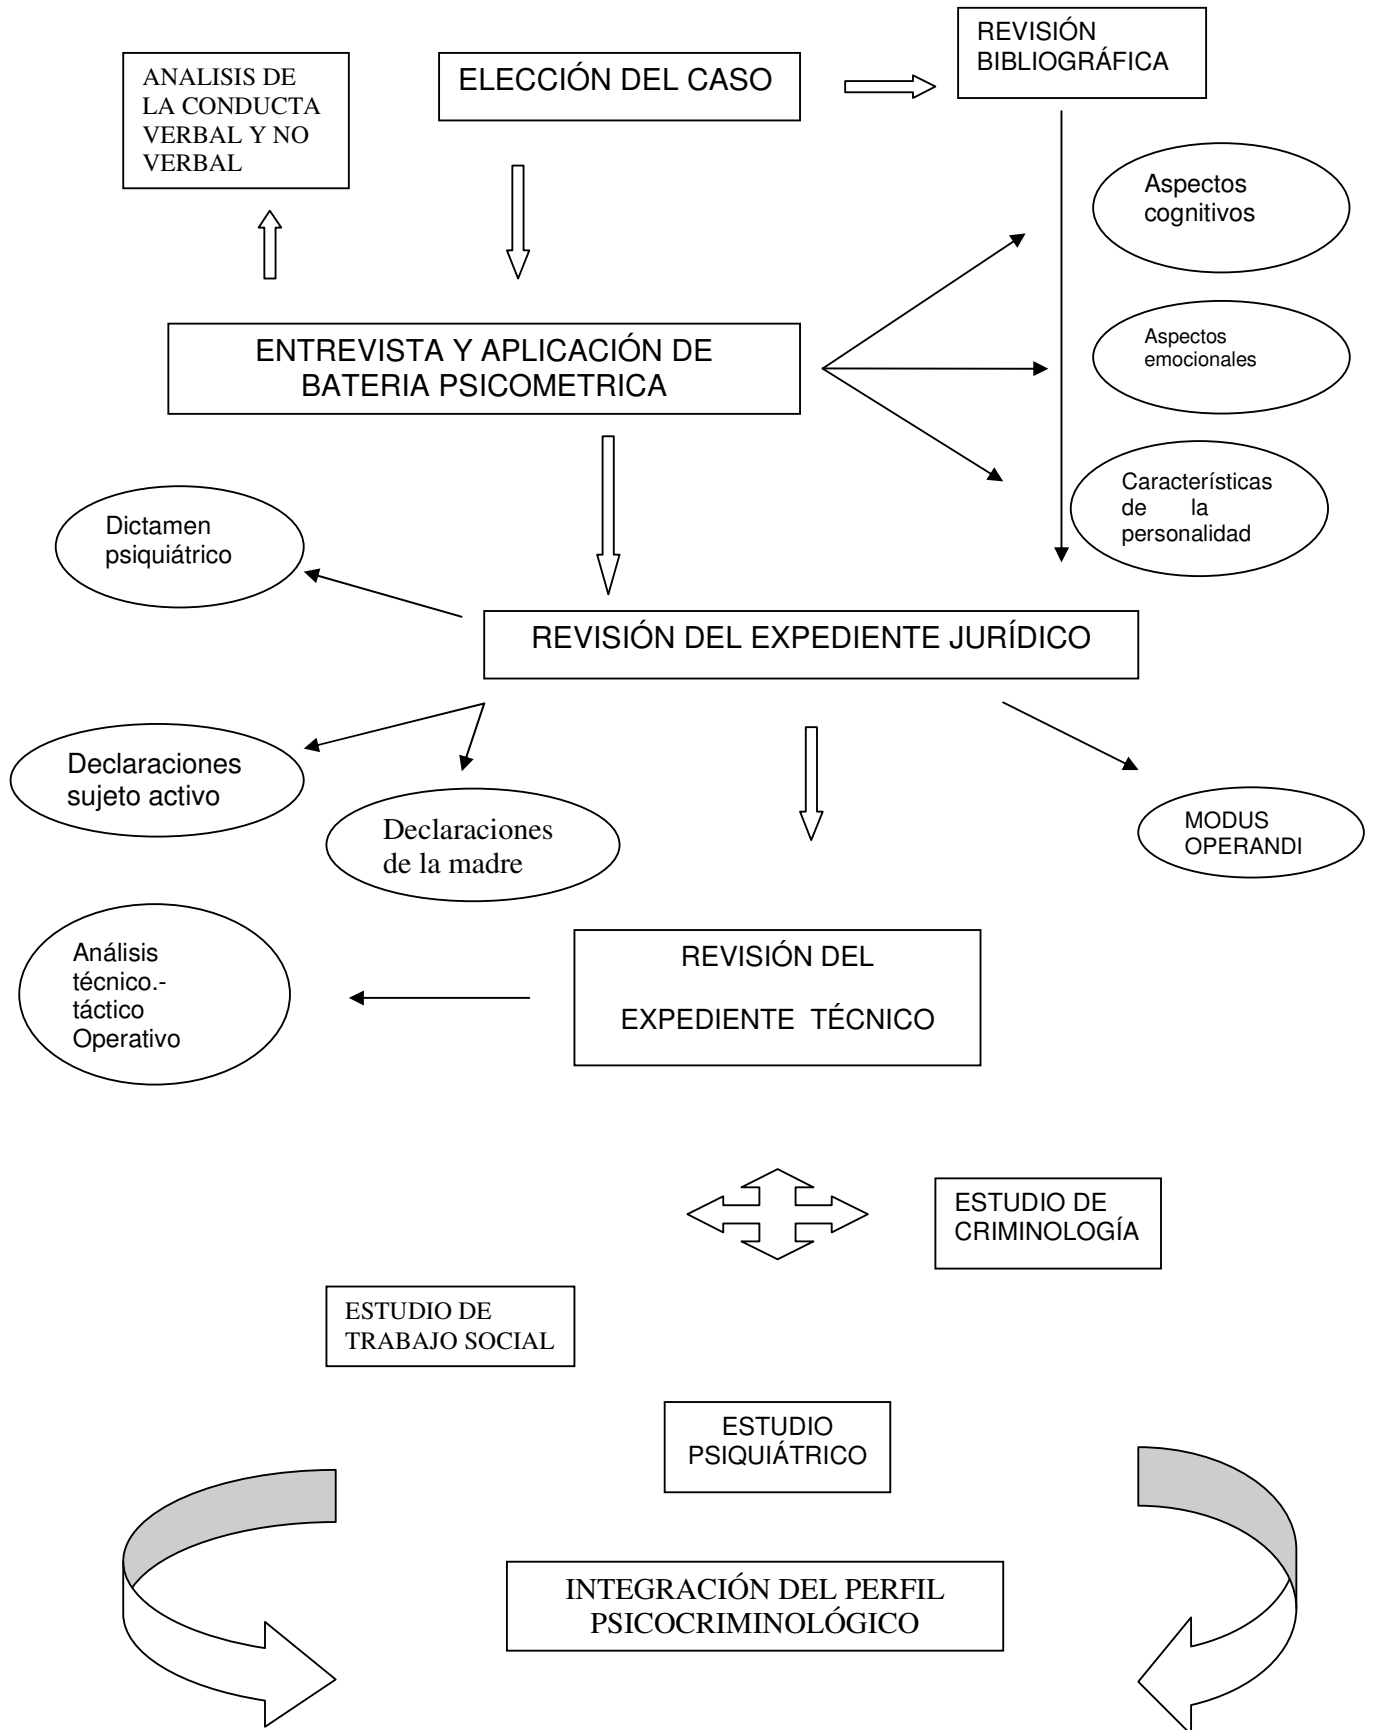 REVISIÓN
BIBLIOGRÁFICA
ANALISIS DE
LA CONDUCTA
VERBAL Y NO
VERBAL
ELECCIÓN DEL CASO
Aspectos
cognitivos
ENTREVISTA Y APLICACIÓN DE
BATERIA PSICOMETRICA
Aspectos
emocionales
Características
de la
personalidad
Dictamen
psiquiátrico
REVISIÓN DEL EXPEDIENTE JURÍDICO
Declaraciones
sujeto activo
Declaraciones
de la madre
MODUS
OPERANDI
Análisis
técnico.-
táctico
Operativo
REVISIÓN DEL
EXPEDIENTE TÉCNICO
ESTUDIO DE
CRIMINOLOGÍA
ESTUDIO DE
TRABAJO SOCIAL
ESTUDIO
PSIQUIÁTRICO
INTEGRACIÓN DEL PERFIL
PSICOCRIMINOLÓGICO